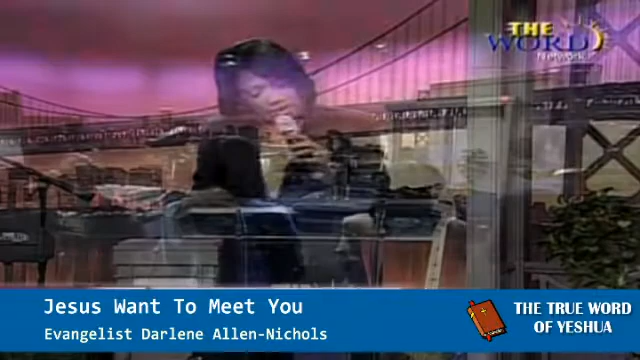 THE
WORD
Network
Jesus Want To Meet You
Evangelist Darlene Allen-Nichols
THE TRUE WORD
OF YESHUA